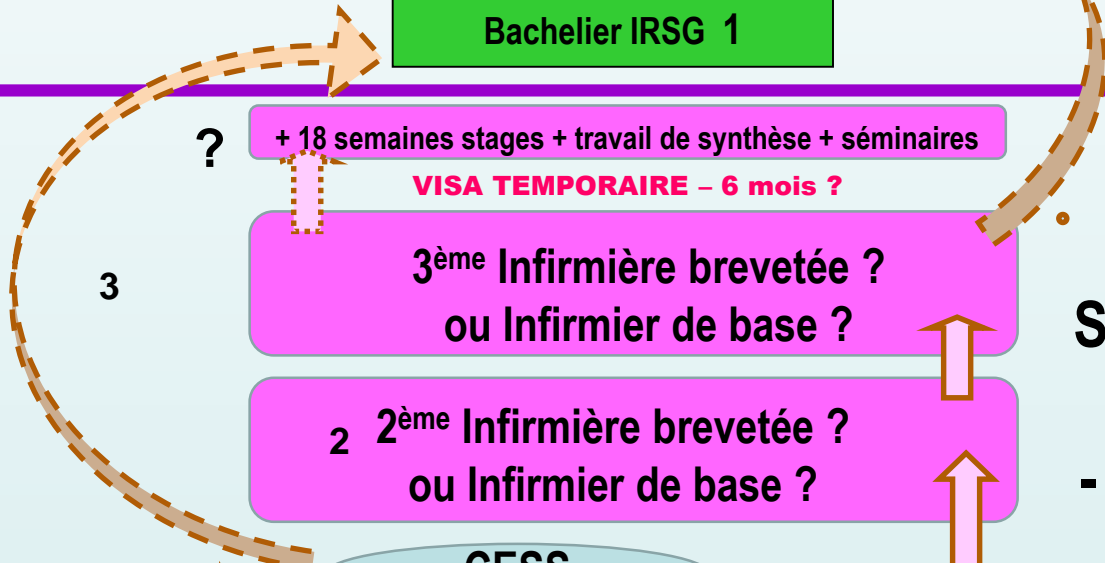 Bachelier IRSG 1
? + 18 semaines stages + travail de synthèse + séminaires
VISA TEMPORAIRE – 6 mois ?
3ème Infirmière brevetée ?
ou Infirmier de base ?
3
S
2 2ème Infirmière brevetée ?
ou Infirmier de base ?
-
CESS